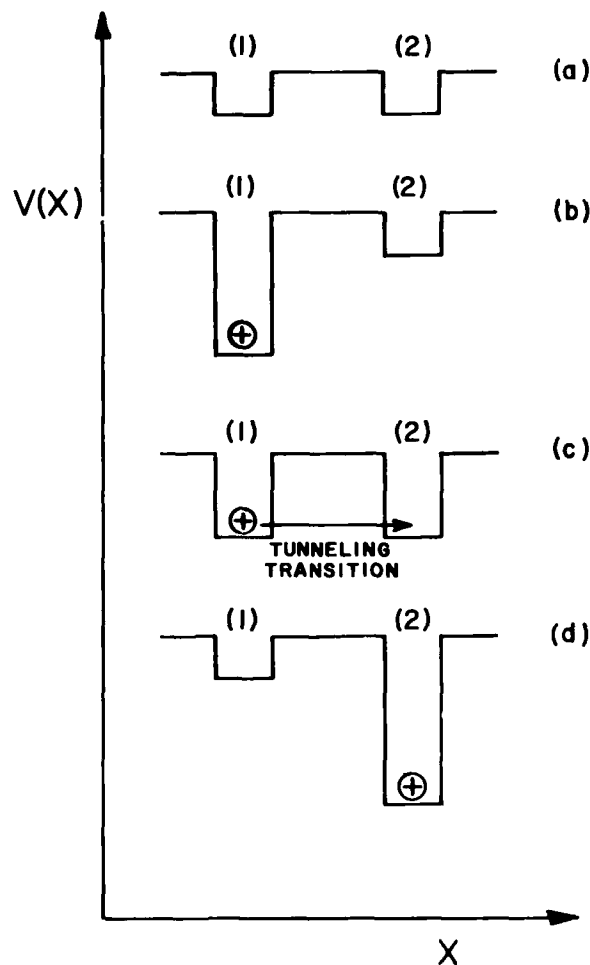 (1) (2) (a)
V(X) (1) (2) (b)
(1) (2) (c)
TUNNELING
TRANSITION
(1) (2) (d)
X